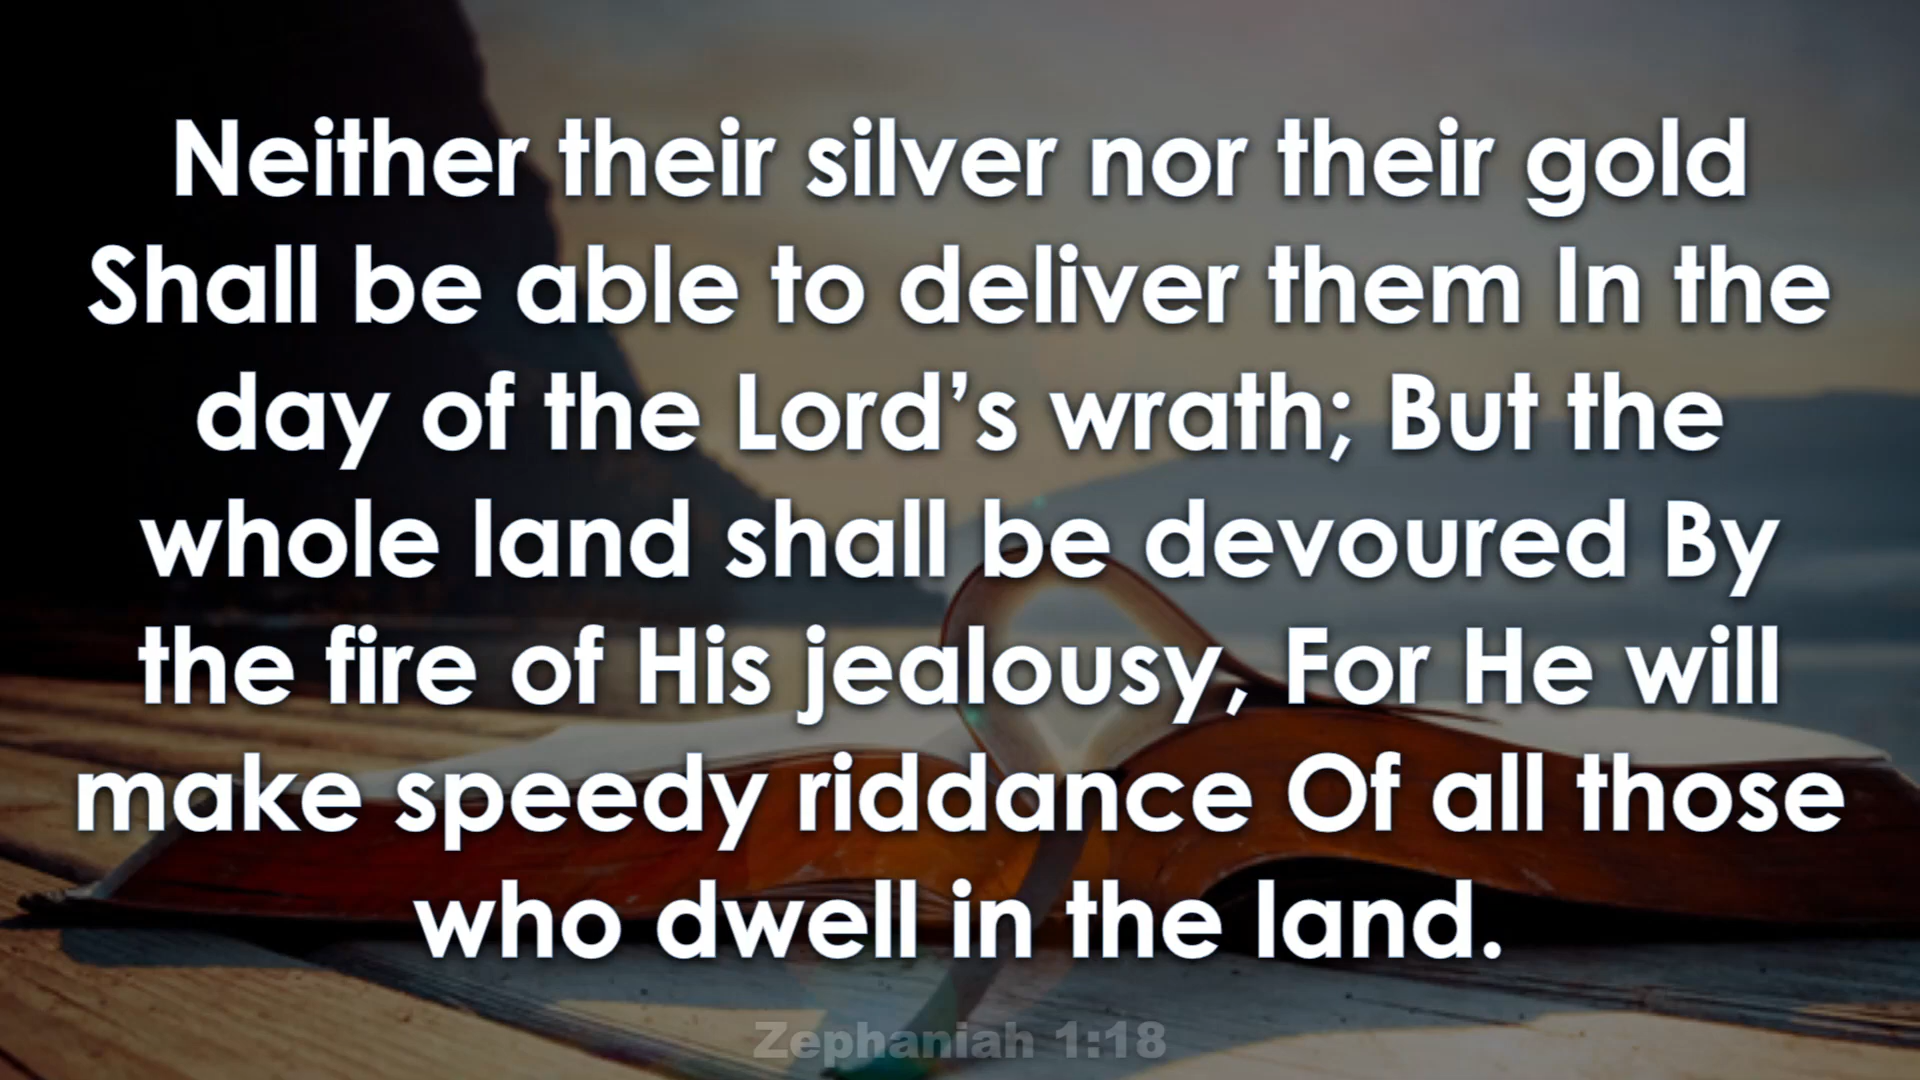 Neither their silver nor their gold
Shall be able to deliver them In the
day of the Lord’s wrath; But the
whole land shall be devoured By
the fire of His jealousy, For He will
make speedy riddance Of all those
who dwell in the land.
Zephaniah 1:18